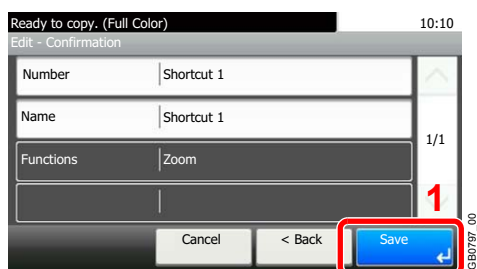 Ready to copy. (Full Color) 10:10
Edit - Confirmation
Number Shortcut 1
Name Shortcut 1
1/1
Functions Zoom
1
Cancel < Back Save
GB0797_00